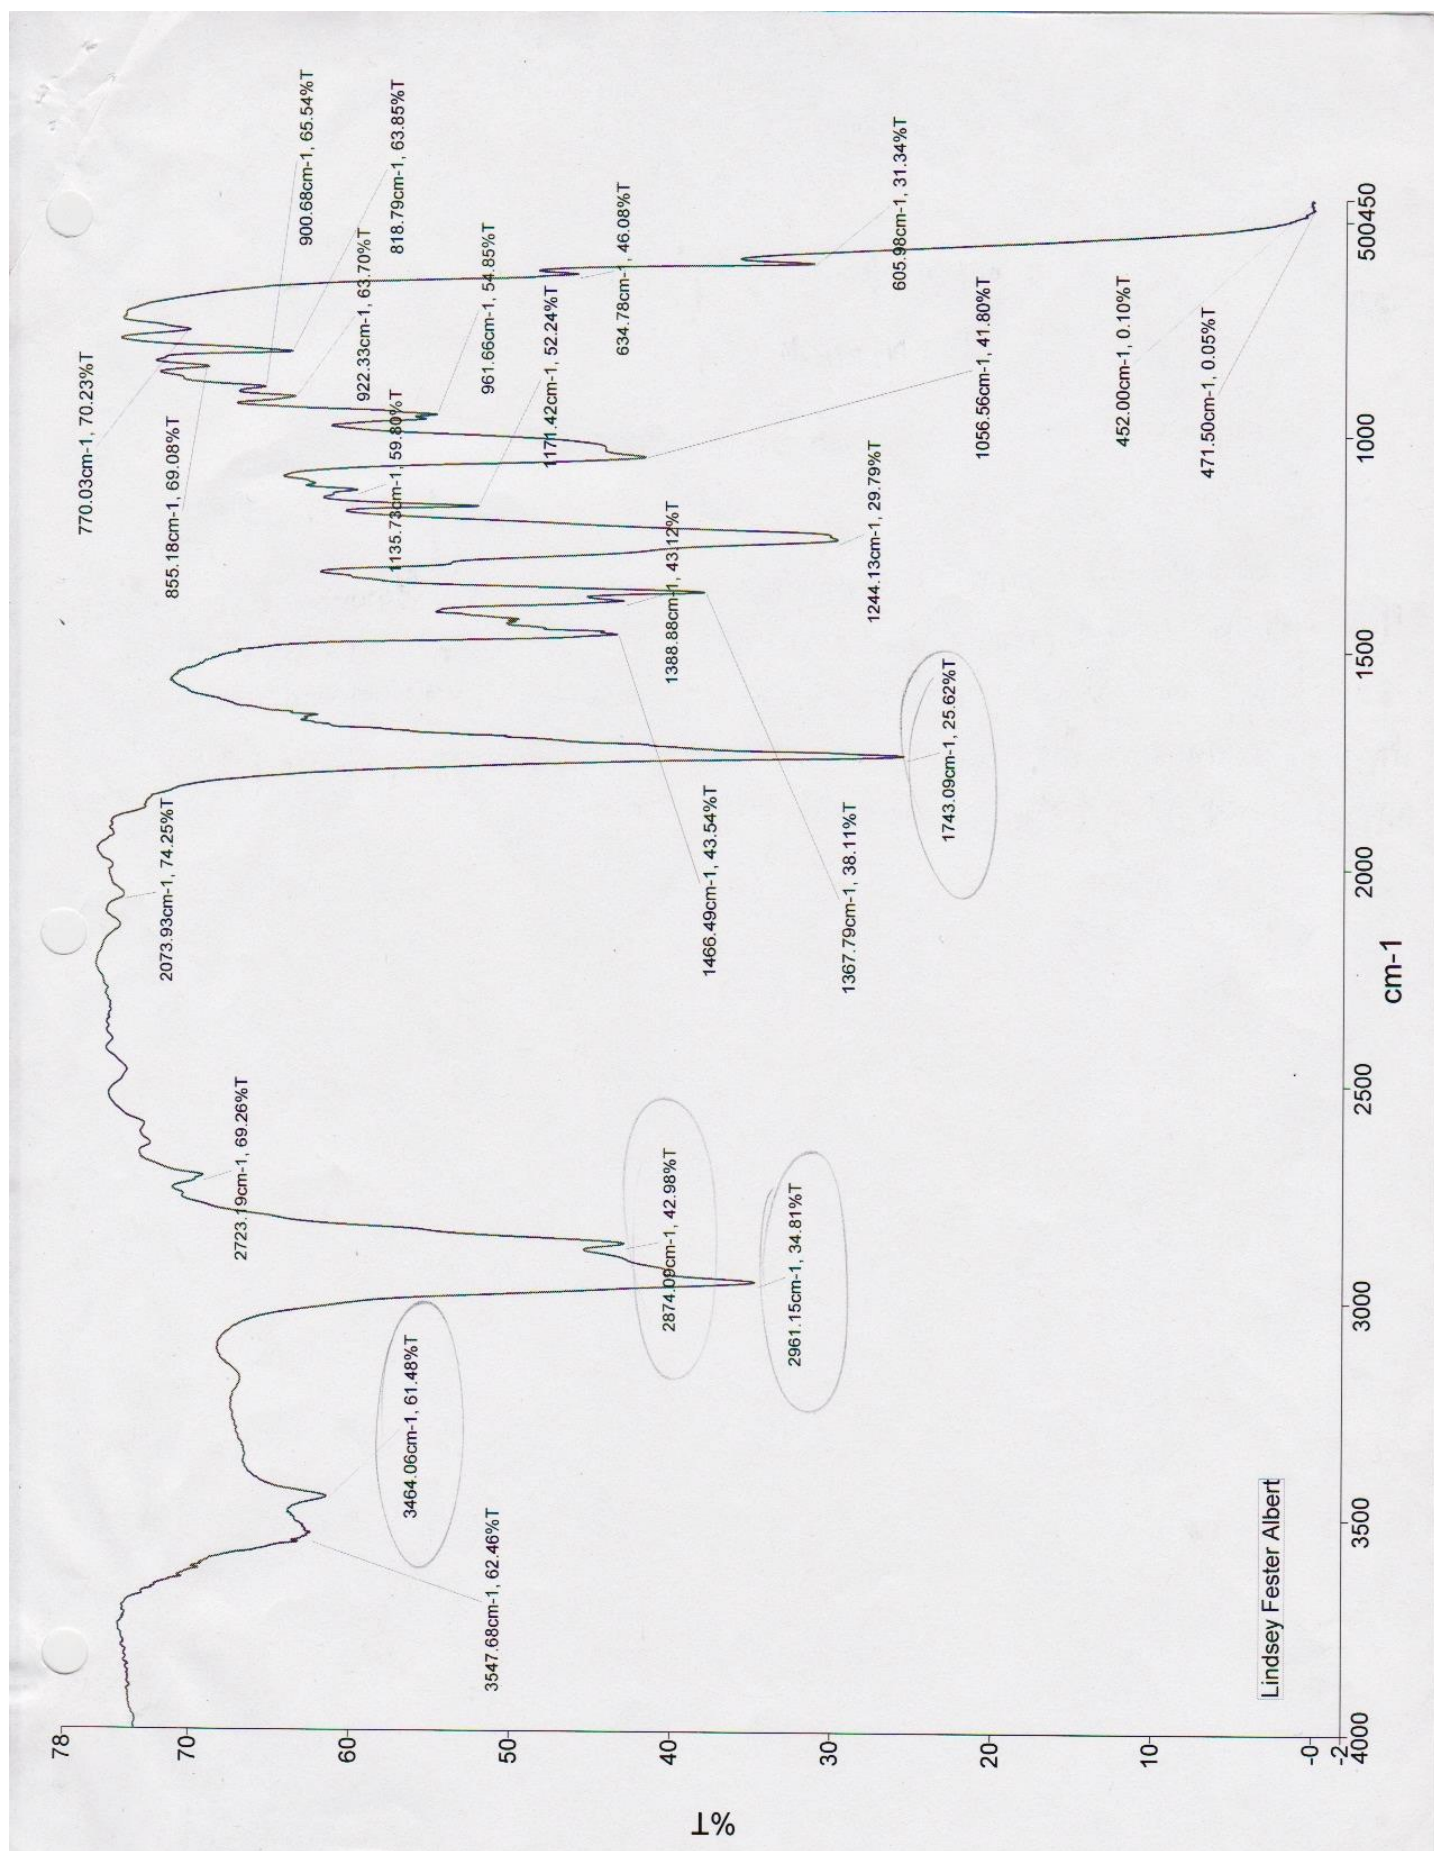 78
70
60
50
40
30
20
10
-0
-2
%T
4000
3500
3000
2500
2000
1500
1000
500450
cm-1
3547.68cm-1, 62.46%T
3464.06cm-1, 61.48%T
2961.15cm-1, 34.81%T
2874.09cm-1, 42.98%T
2723.19cm-1, 69.26%T
2073.93cm-1, 74.25%T
1743.09cm-1, 25.62%T
1466.49cm-1, 43.54%T
1367.79cm-1, 38.11%T
1388.88cm-1, 43.12%T
1244.13cm-1, 29.79%T
1135.73cm-1, 59.80%T
1171.42cm-1, 52.24%T
1056.56cm-1, 41.80%T
961.66cm-1, 54.85%T
922.33cm-1, 63.70%T
900.68cm-1, 65.54%T
855.18cm-1, 69.08%T
818.79cm-1, 63.85%T
770.03cm-1, 70.23%T
634.78cm-1, 46.08%T
605.98cm-1, 31.34%T
452.00cm-1, 0.10%T
471.50cm-1, 0.05%T
Lindsey Fester Albert